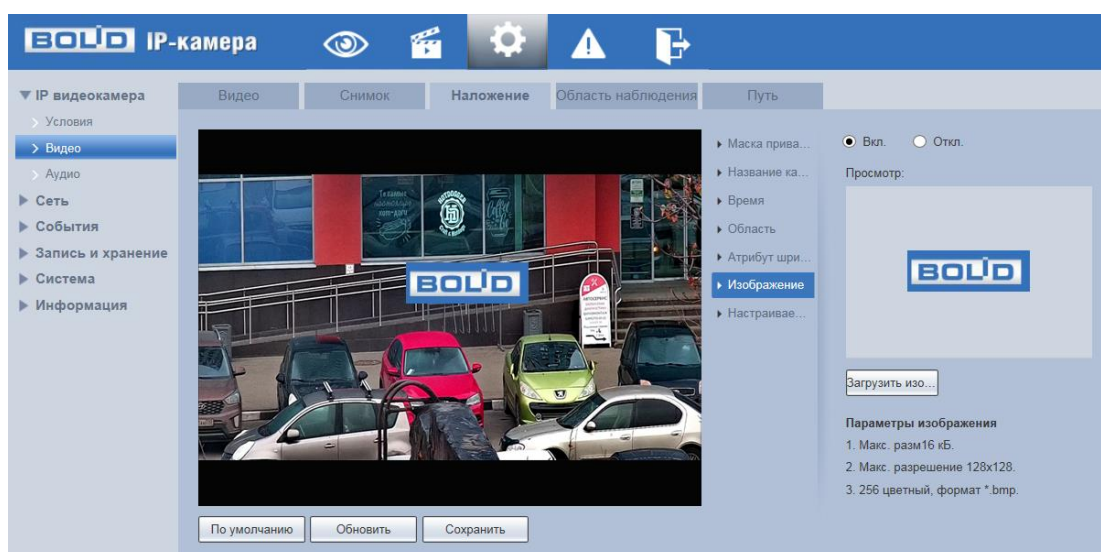 BOLID IP-камера
IP видеокамера
Условия
Видео
Аудио
Сеть
События
Запись и хранение
Система
Информация
Видео
Снимок
Наложение
Область наблюдения
Путь
BOLID
Маска прива...
Название ка...
Время
Область
Атрибут шри...
Изображение
Настраивае...
Вкл.
Откл.
Просмотр:
BOLID
Загрузить изо...
Параметры изображения
1. Макс. разм16 кБ.
2. Макс. разрешение 128x128.
3. 256 цветный, формат *.bmp.
По умолчанию
Обновить
Сохранить